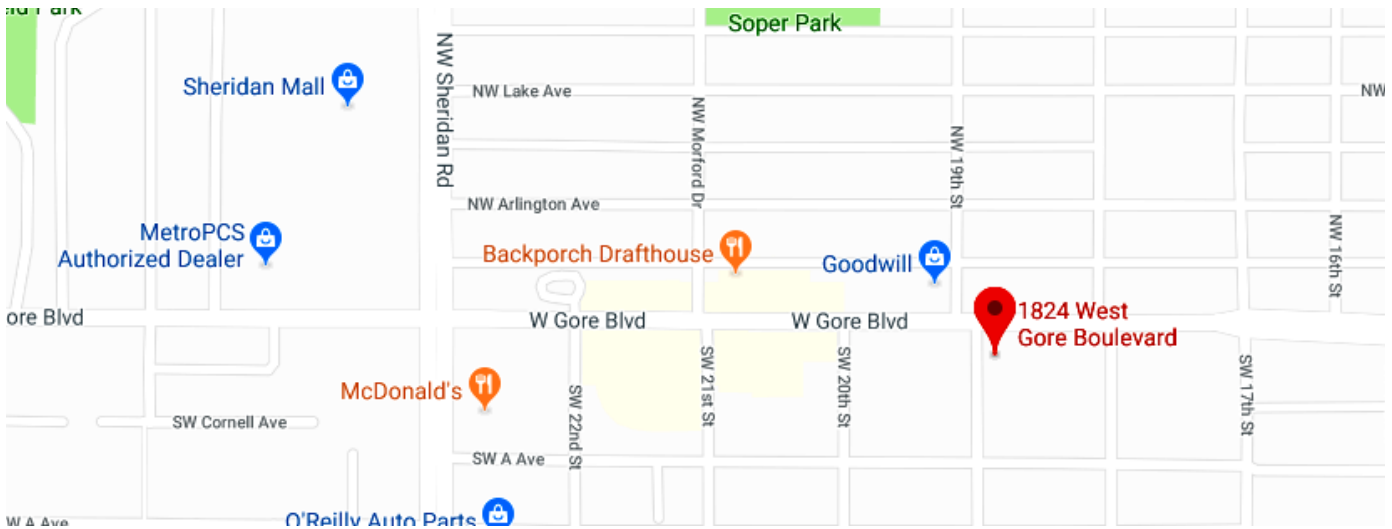 Park
Soper Park
Sheridan Mall
NW Sheridan Rd
NW Lake Ave
NW
NW Morford Dr
NW 19th St
NW Arlington Ave
NW 16th St
MetroPCS
Authorized Dealer
Backporch Drafthouse
Goodwill
ore Blvd
W Gore Blvd
W Gore Blvd
1824 West
Gore Boulevard
McDonald's
SW 22nd St
SW 21st St
SW 20th St
SW 17th St
SW Cornell Ave
SW A Ave
O'Reilly Auto Parts
W A Ave